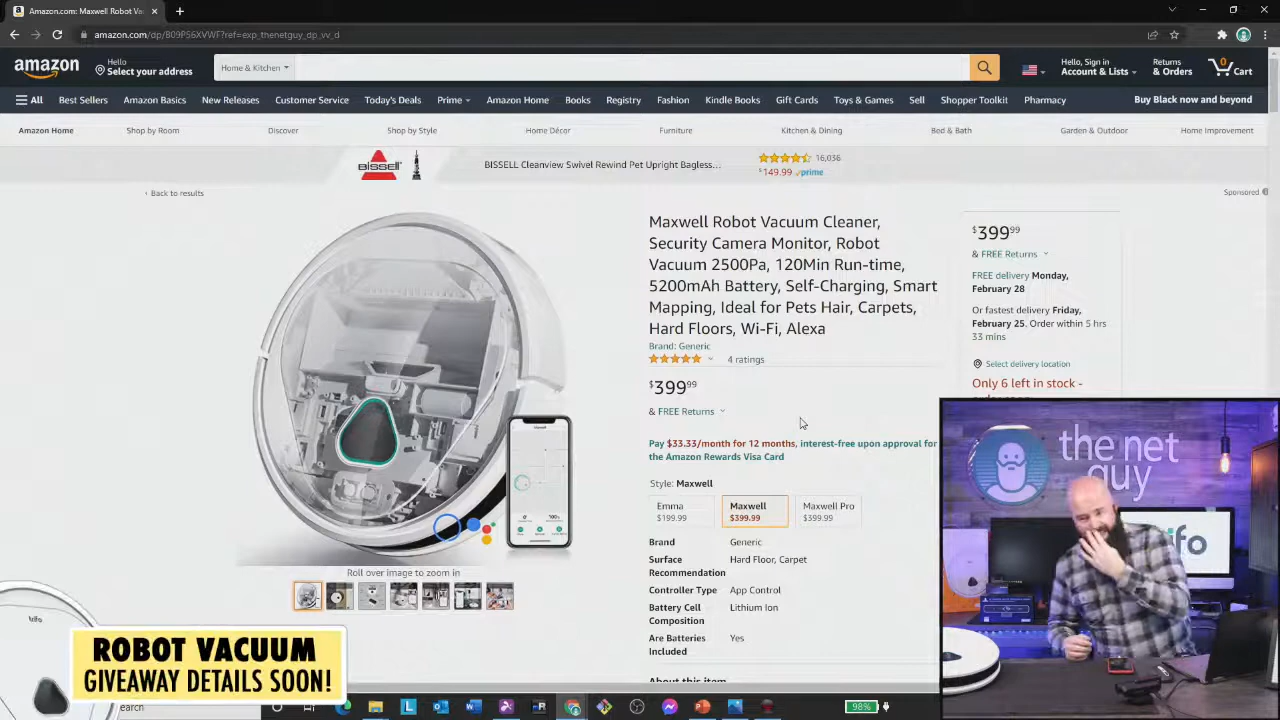 Amazon.com: Maxwell Robot Vac
amazon.com/dp/B09P56XVWF?ref=exp_thenetguy_dp_vv_d
amazon
Hello
Select your address
Home & Kitchen
Hello, Sign in
Account & Lists
Returns
& Orders
0
Cart
All
Best Sellers
Amazon Basics
New Releases
Customer Service
Today's Deals
Prime
Amazon Home
Books
Registry
Fashion
Kindle Books
Gift Cards
Toys & Games
Sell
Shopper Toolkit
Pharmacy
Buy Black now and beyond
Amazon Home
Shop by Room
Discover
Shop by Style
Home Décor
Furniture
Kitchen & Dining
Bed & Bath
Garden & Outdoor
Home Improvement
BISSELL
BISSELL Cleanview Swivel Rewind Pet Upright Bagless...
16,036
$149.99 prime
‹ Back to results
Sponsored
Maxwell Robot Vacuum Cleaner,
Security Camera Monitor, Robot
Vacuum 2500Pa, 120Min Run-time,
5200mAh Battery, Self-Charging, Smart
Mapping, Ideal for Pets Hair, Carpets,
Hard Floors, Wi-Fi, Alexa
Brand: Generic
4 ratings
$399.99
& FREE Returns
Pay $33.33/month for 12 months, interest-free upon approval for
the Amazon Rewards Visa Card
Style: Maxwell
Emma
$199.99
Maxwell
$399.99
Maxwell Pro
$399.99
Brand
Generic
Surface
Recommendation
Hard Floor, Carpet
Controller Type
App Control
Battery Cell
Composition
Lithium Ion
Are Batteries
Included
Yes
About this item
$399.99
& FREE Returns
FREE delivery Monday,
February 28
Or fastest delivery Friday,
February 25. Order within 5 hrs
33 mins
Select delivery location
Only 6 left in stock -
Roll over image to zoom in
the net
guy
ROBOT VACUUM
GIVEAWAY DETAILS SOON!
earch
98%